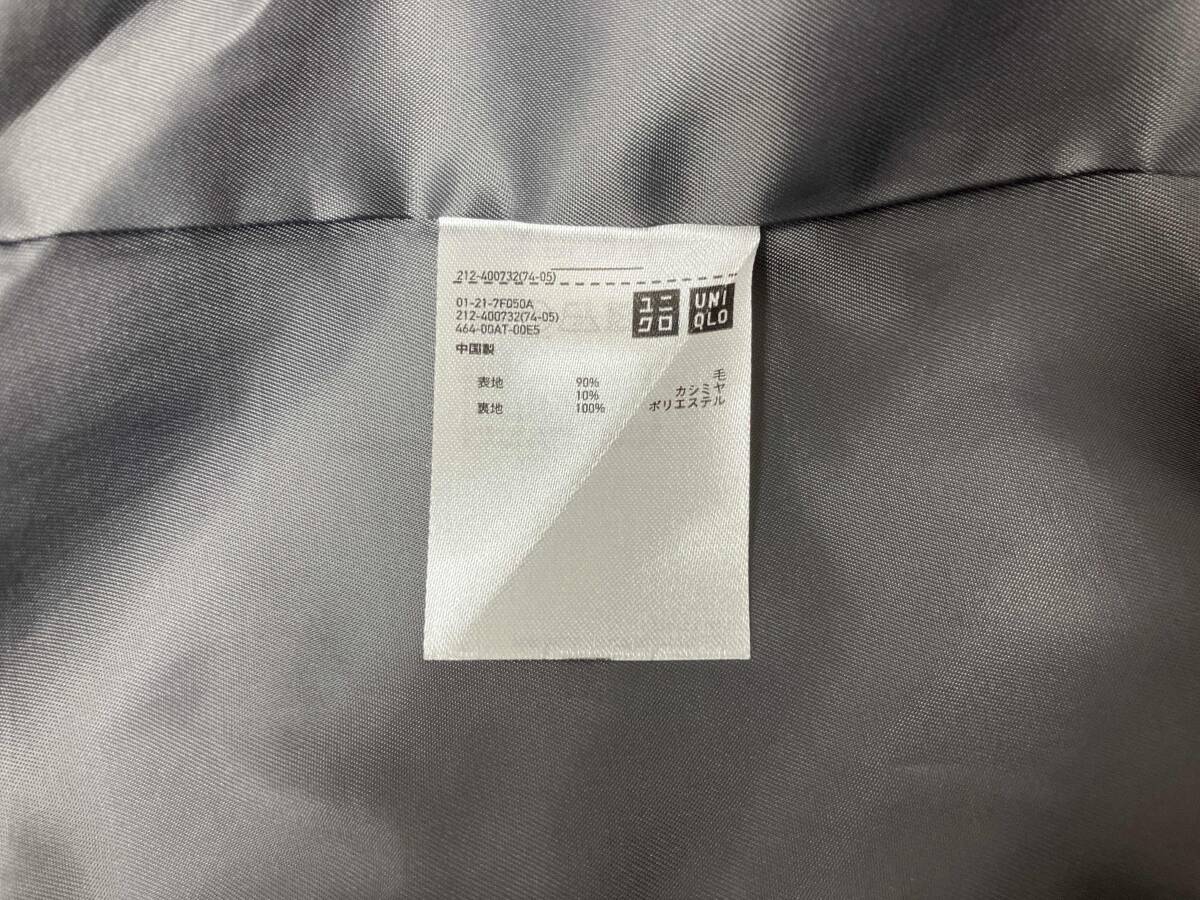 212-400732(74-05)
01-21-7F050A
212-400732(74-05)
464-00AT-00E5
ユニクロ
UNIQLO
中国製
表地 90% 毛
10% カシミヤ
裏地 100% ポリエステル